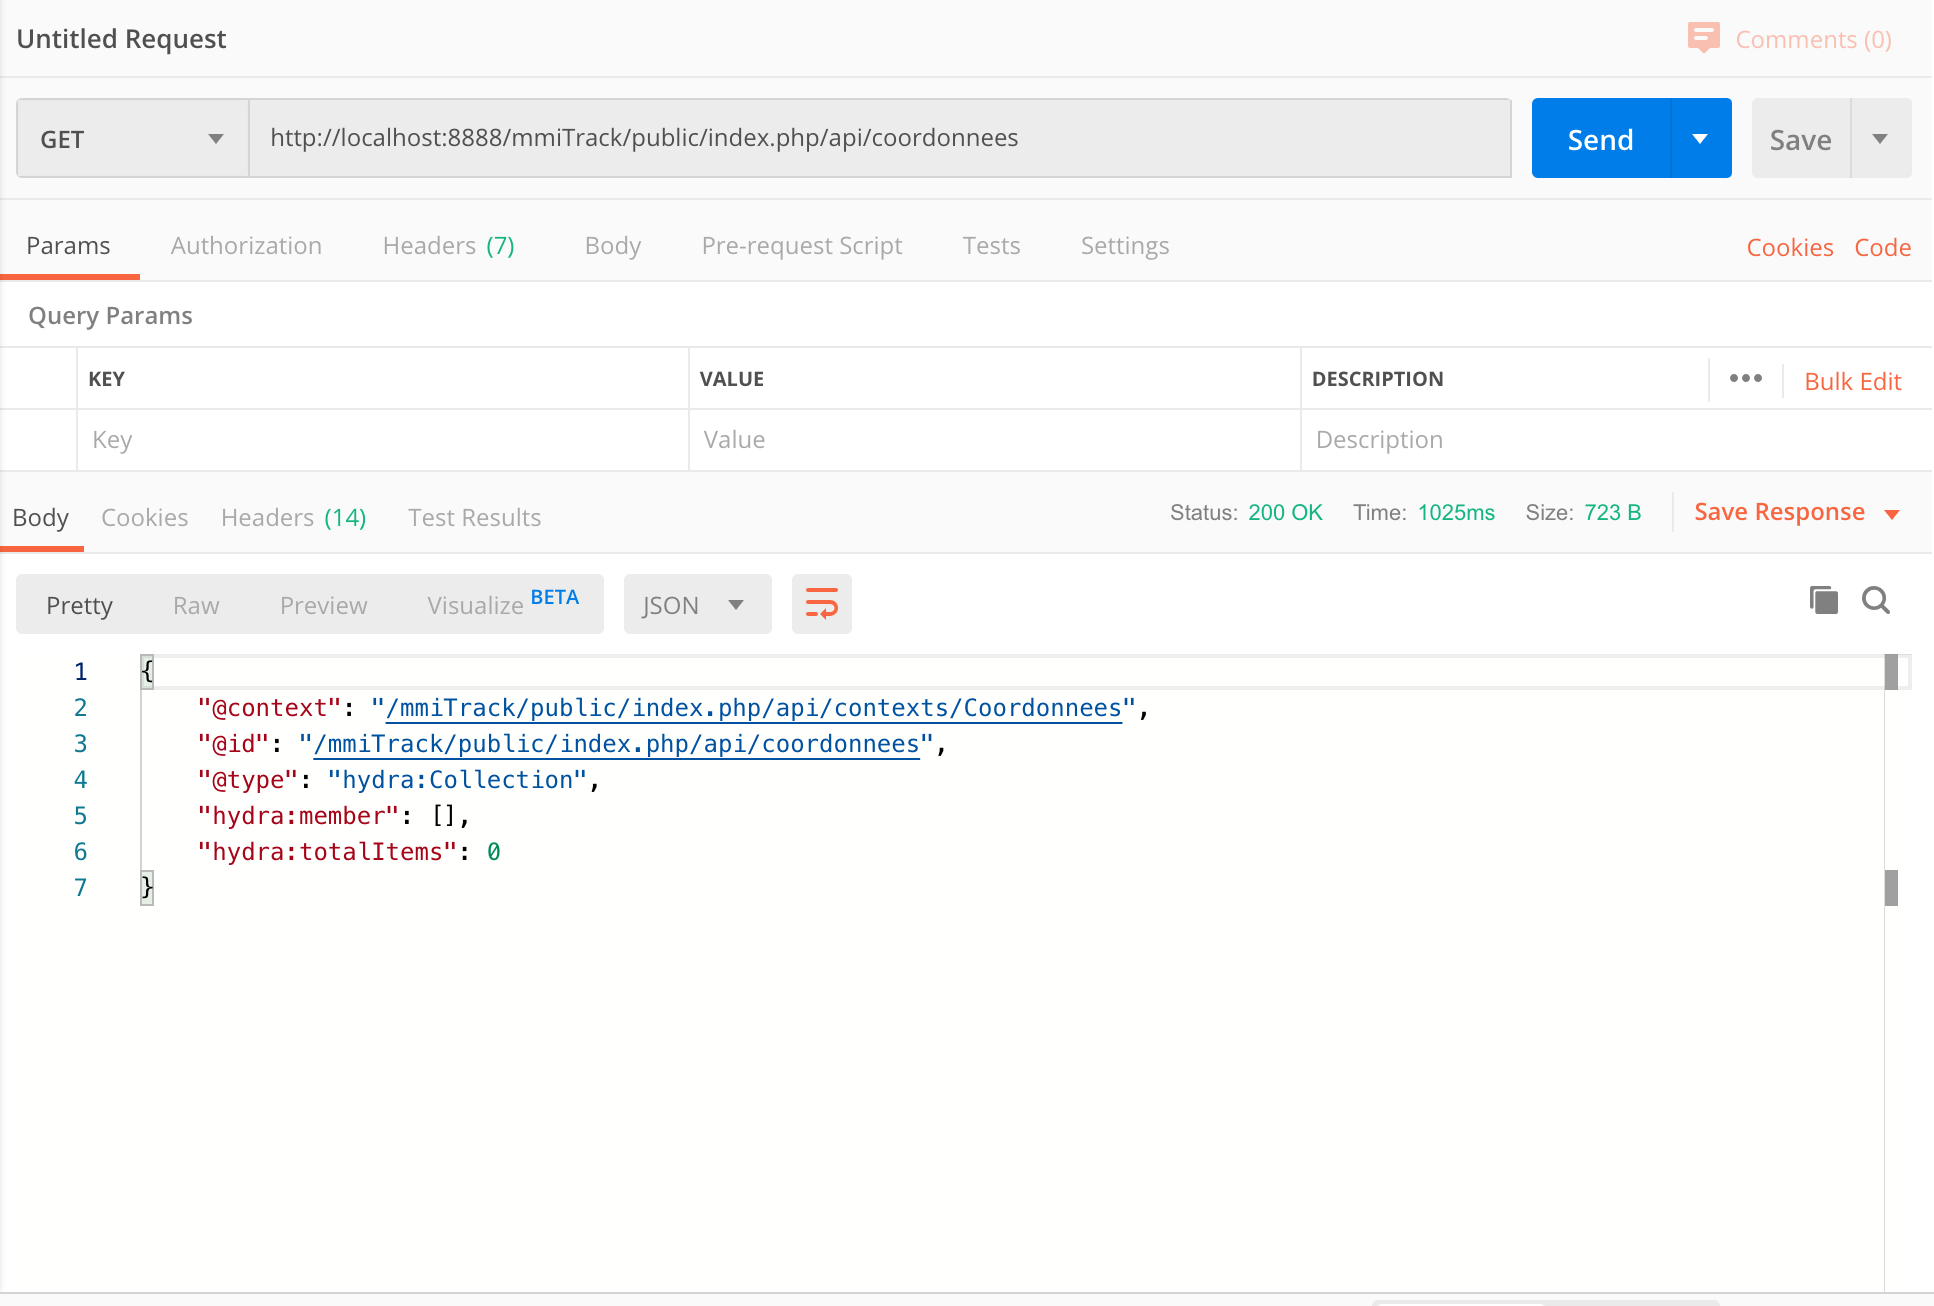 Untitled Request
Comments (0)
GET
http://localhost:8888/mmiTrack/public/index.php/api/coordonnees
Send
Save
Params Authorization Headers (7) Body Pre-request Script Tests Settings Cookies Code
Query Params
KEY VALUE DESCRIPTION ••• Bulk Edit
Key Value Description
Body Cookies Headers (14) Test Results Status: 200 OK Time: 1025ms Size: 723 B Save Response
Pretty Raw Preview Visualize BETA JSON
1 {
2 "@context": "/mmiTrack/public/index.php/api/contexts/Coordonnees",
3 "@id": "/mmiTrack/public/index.php/api/coordonnees",
4 "@type": "hydra:Collection",
5 "hydra:member": [],
6 "hydra:totalItems": 0
7 }